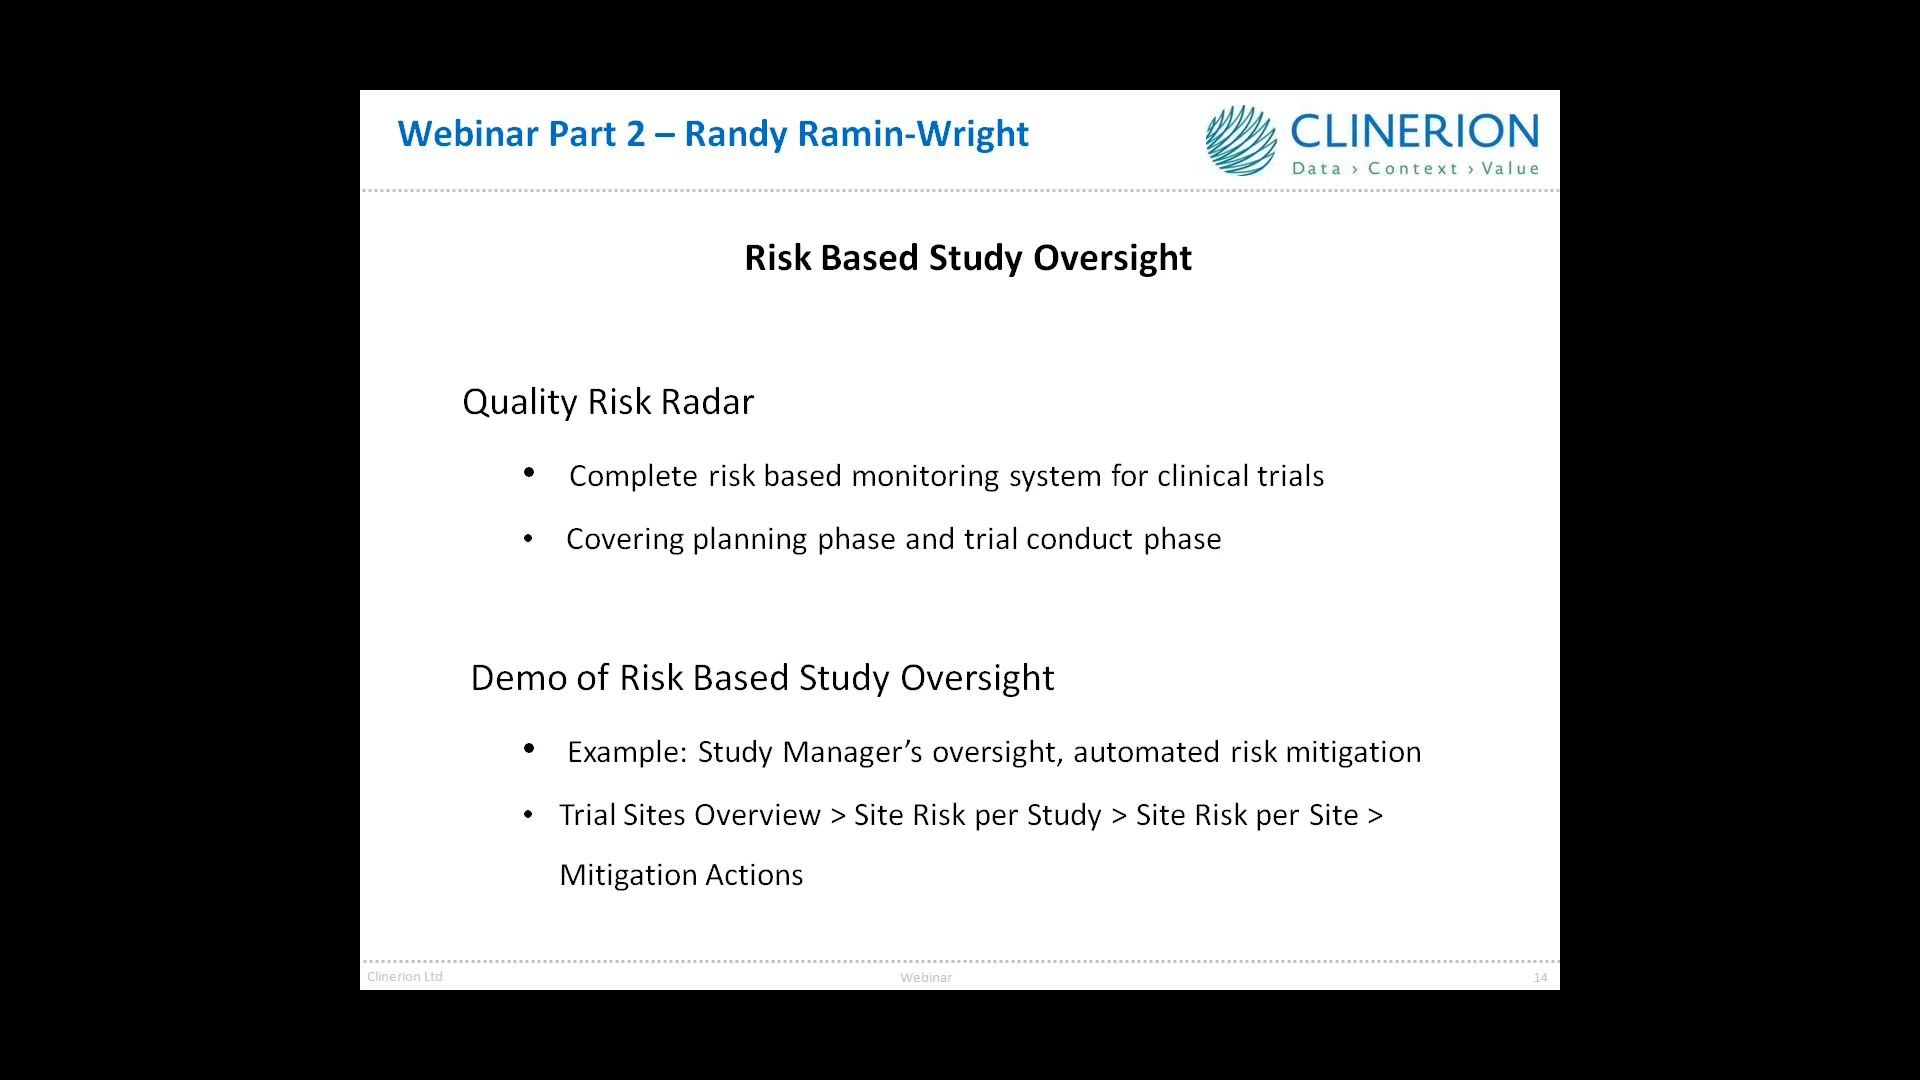 Webinar Part 2 – Randy Ramin-Wright
CLINERION
Data › Context › Value
Risk Based Study Oversight
Quality Risk Radar
• Complete risk based monitoring system for clinical trials
• Covering planning phase and trial conduct phase
Demo of Risk Based Study Oversight
• Example: Study Manager’s oversight, automated risk mitigation
• Trial Sites Overview > Site Risk per Study > Site Risk per Site >
Mitigation Actions
Clinerion Ltd
Webinar
14